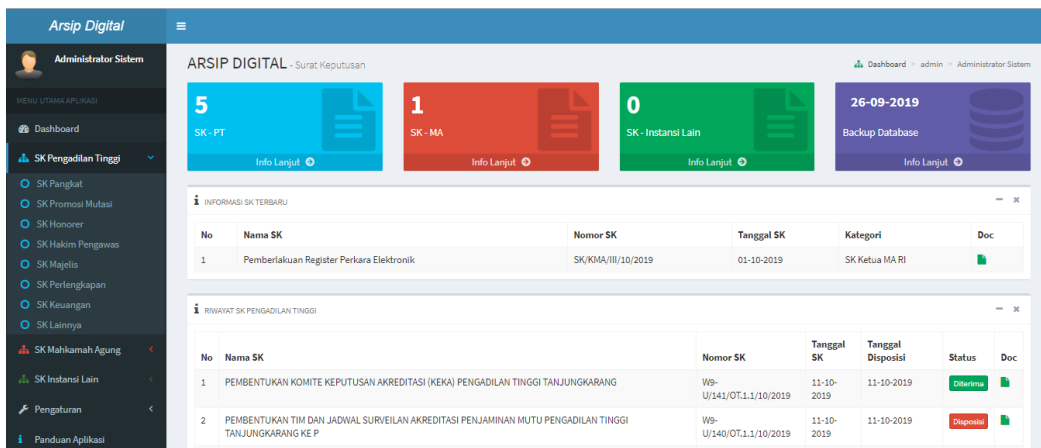 Arsip Digital
Administrator Sistem
MENU UTAMA APLIKASI
Dashboard
SK Pengadilan Tinggi
SK Pangkat
SK Promosi Mutasi
SK Honorer
SK Hakim Pengawas
SK Majelis
SK Perlengkapan
SK Keuangan
SK Lainnya
SK Mahkamah Agung
SK Instansi Lain
Pengaturan
Panduan Aplikasi
ARSIP DIGITAL - Surat Keputusan
Dashboard > admin > Administrator Sistem
5
SK - PT
Info Lanjut
1
SK - MA
Info Lanjut
0
SK - Instansi Lain
Info Lanjut
26-09-2019
Backup Database
Info Lanjut
INFORMASI SK TERBARU
No Nama SK Nomor SK Tanggal SK Kategori Doc
1 Pemberlakuan Register Perkara Elektronik SK/KMA/III/10/2019 01-10-2019 SK Ketua MA RI
RIWAYAT SK PENGADILAN TINGGI
Tanggal Tanggal
No Nama SK Nomor SK SK Disposisi Status Doc
1 PEMBENTUKAN KOMITE KEPUTUSAN AKREDITASI (KEKA) PENGADILAN TINGGI TANJUNGKARANG W9- 11-10- 11-10-2019 Diterima
U/141/OT.1.1/10/2019 2019
2 PEMBENTUKAN TIM DAN JADWAL SURVEILAN AKREDITASI PENJAMINAN MUTU PENGADILAN TINGGI W9- 11-10- 11-10-2019 Disposisi
TANJUNGKARANG KE P U/140/OT.1.1/10/2019 2019